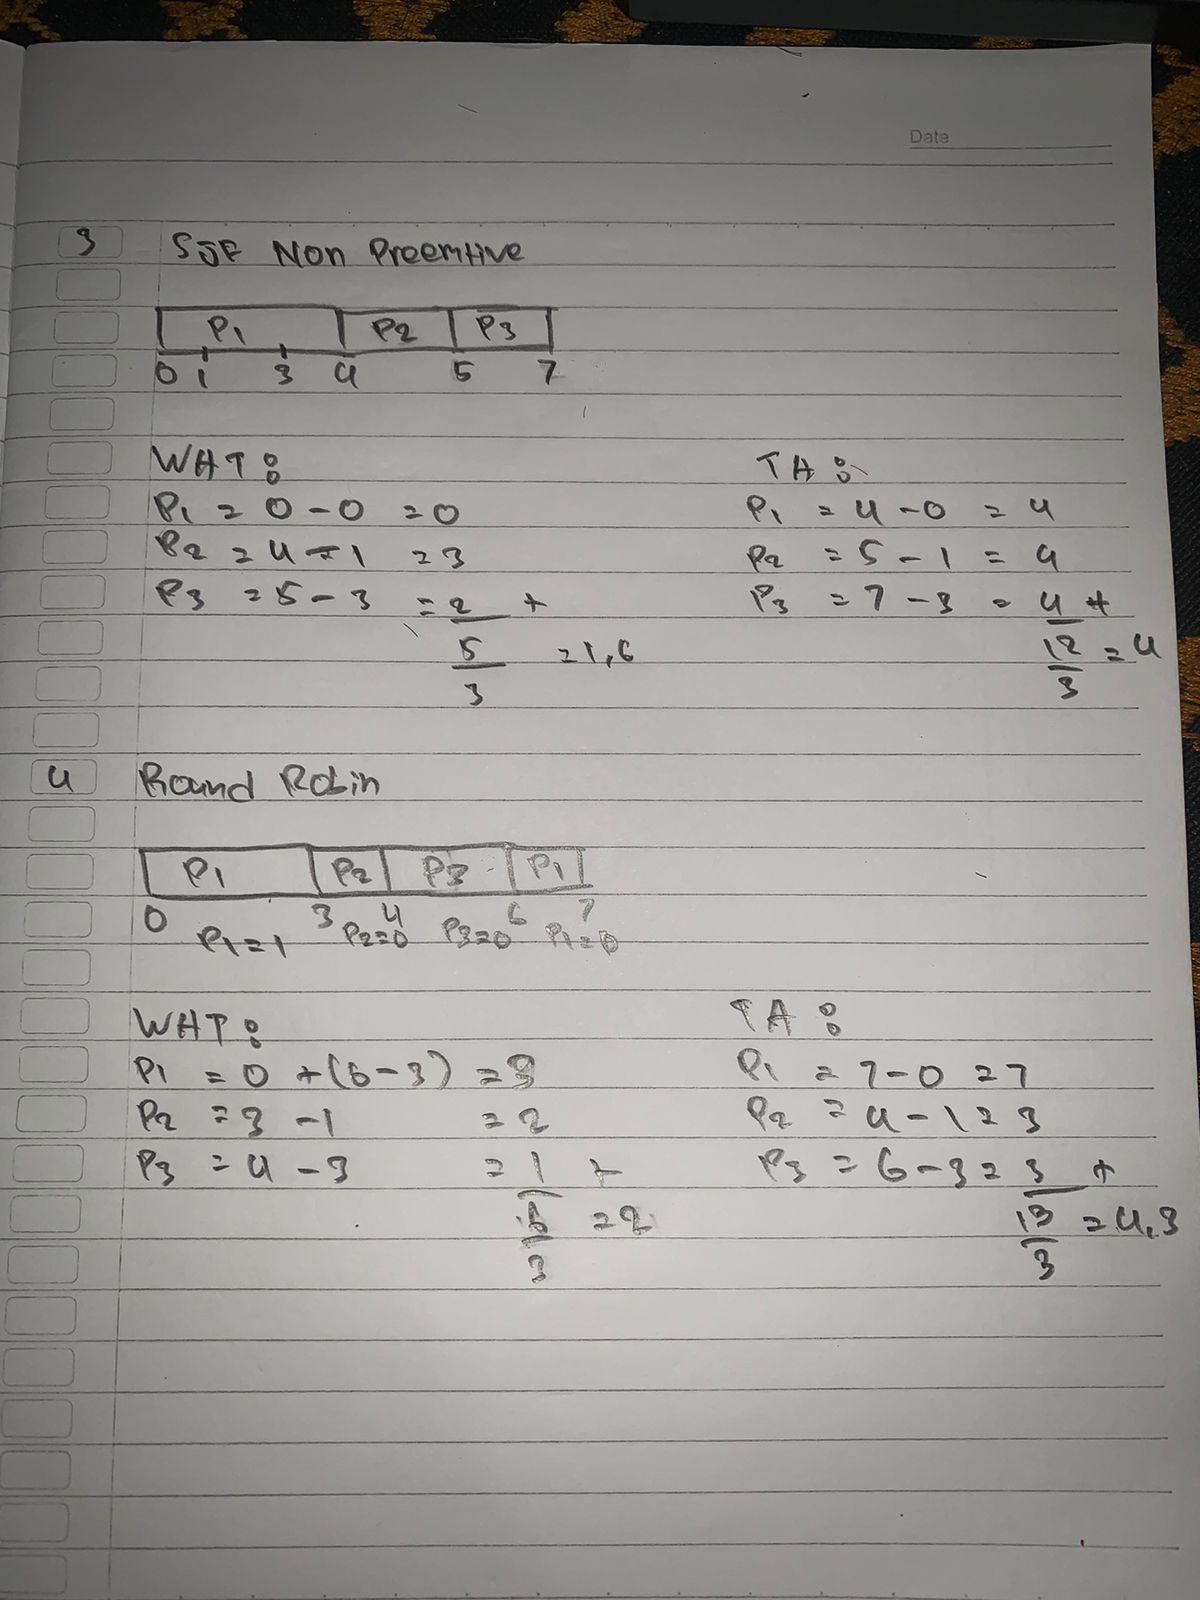 Date
3 SJF Non Preemtive
P1 P2 P3
0 1 3 4 5 7
WAT : TA :
P1 = 0 - 0 = 0 P1 = 4 - 0 = 4
P2 = 4 - 1 = 3 P2 = 5 - 1 = 4
P3 = 5 - 3 = 2 + P3 = 7 - 3 = 4 +
5 = 1,6 12 = 4
3 3
4 Round Robin
P1 P2 P3 P1
0 3 4 6 7
P1 = 1 P2=0 P3=0 P1=0
WAT : TA :
P1 = 0 + (6 - 3) = 3 P1 = 7 - 0 = 7
P2 = 3 - 1 = 2 P2 = 4 - 1 = 3
P3 = 4 - 3 = 1 + P3 = 6 - 3 = 3 +
6 = 2 13 = 4,3
3 3